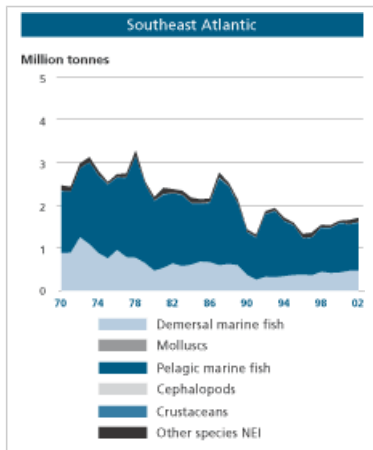 Southeast Atlantic
Million tonnes
5
4
3
2
1
0
70 74 78 82 86 90 94 98 02
Demersal marine fish
Molluscs
Pelagic marine fish
Cephalopods
Crustaceans
Other species NEI